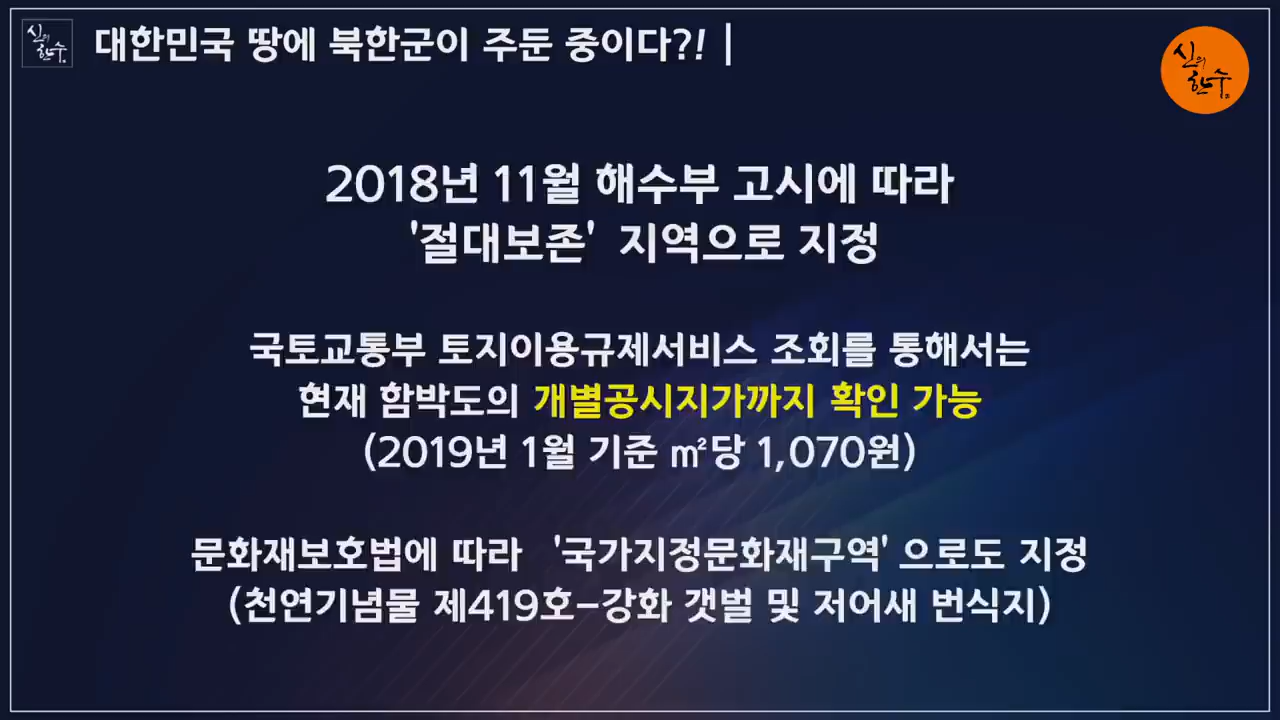 신의
한수
대한민국 땅에 북한군이 주둔 중이다?!
신의
한수
2018년 11월 해수부 고시에 따라
'절대보존' 지역으로 지정
국토교통부 토지이용규제서비스 조회를 통해서는
현재 함박도의 개별공시지가까지 확인 가능
(2019년 1월 기준 ㎡당 1,070원)
문화재보호법에 따라 '국가지정문화재구역' 으로도 지정
(천연기념물 제419호-강화 갯벌 및 저어새 번식지)